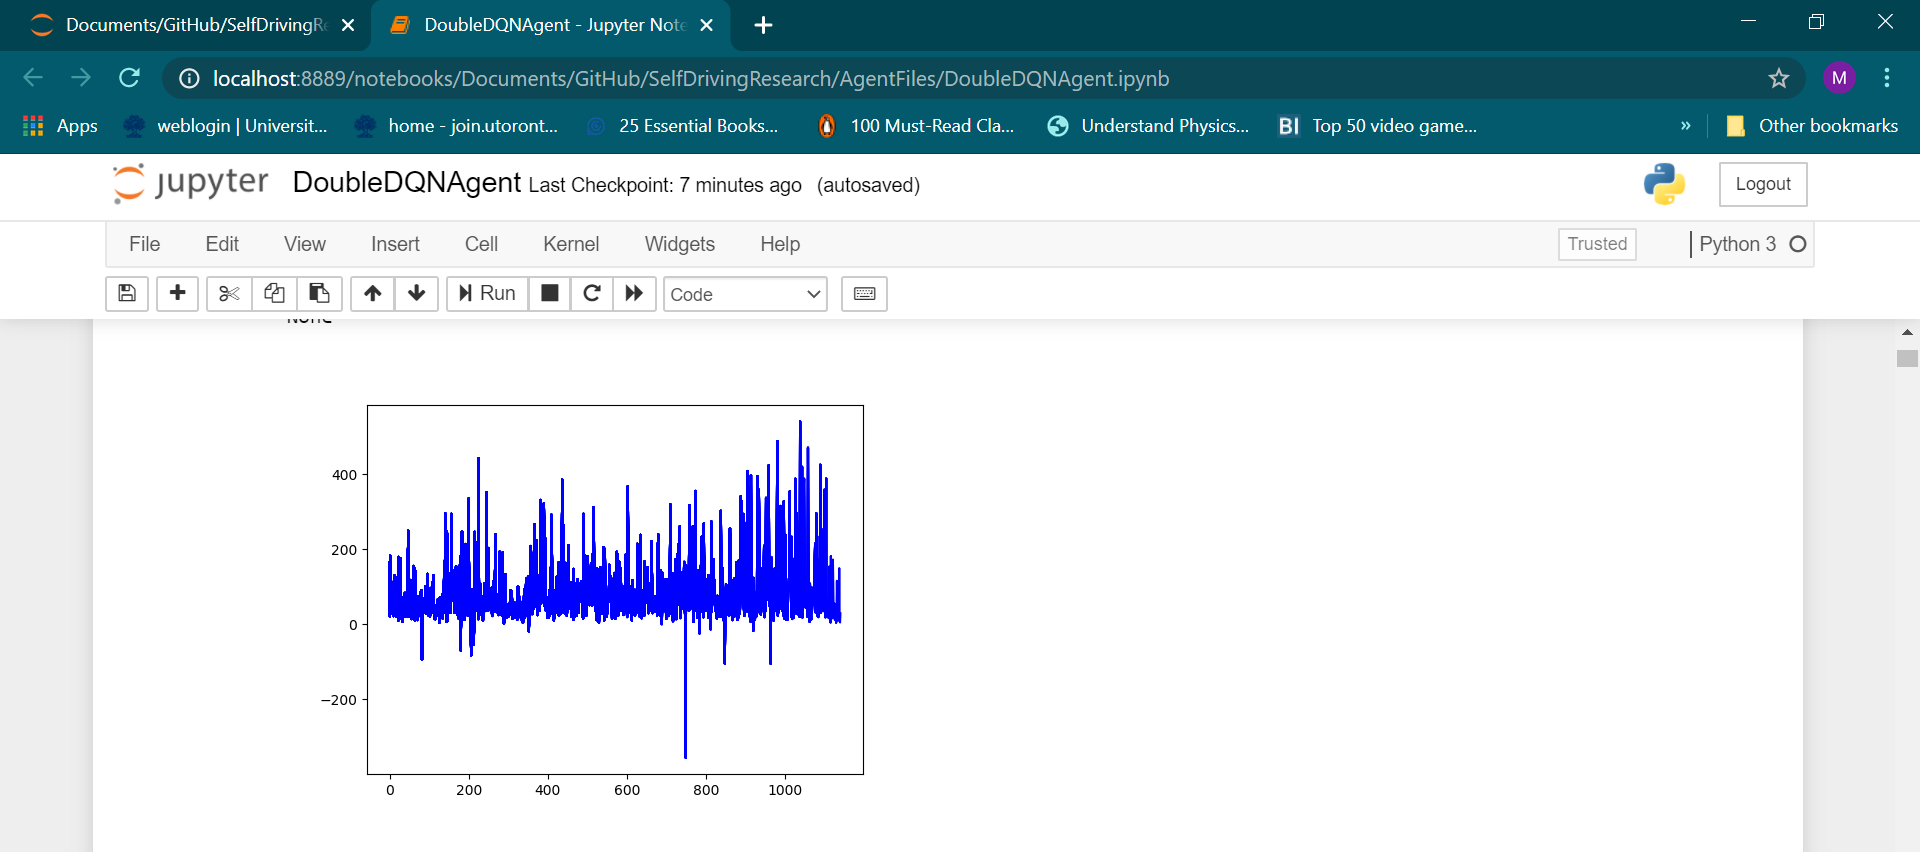 Documents/GitHub/SelfDrivingRe
DoubleDQNAgent - Jupyter Note
localhost:8889/notebooks/Documents/GitHub/SelfDrivingResearch/AgentFiles/DoubleDQNAgent.ipynb
M
Apps
weblogin | Universit...
home - join.utoront...
25 Essential Books...
100 Must-Read Cla...
Understand Physics...
BI Top 50 video game...
»
Other bookmarks
jupyter DoubleDQNAgent Last Checkpoint: 7 minutes ago (autosaved)
Logout
File Edit View Insert Cell Kernel Widgets Help
Trusted
Python 3
Run
Code
None
400
200
0
−200
0 200 400 600 800 1000